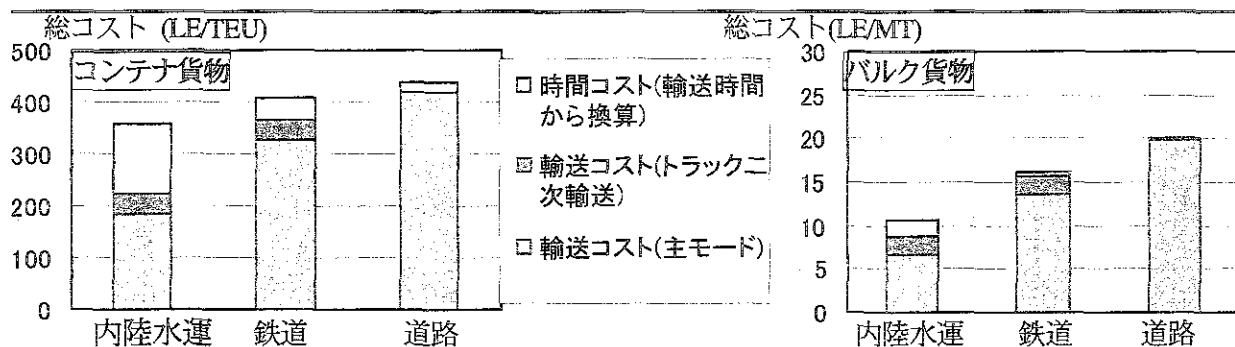 総コスト (LE/TEU)
500
400
300
200
100
0
コンテナ貨物
内陸水運
鉄道
道路
□ 時間コスト(輸送時間
から換算)
輸送コスト(トラック二
次輸送)
輸送コスト(主モード)
総コスト(LE/MT)
30
25
20
15
10
5
0
バルク貨物
内陸水運
鉄道
道路